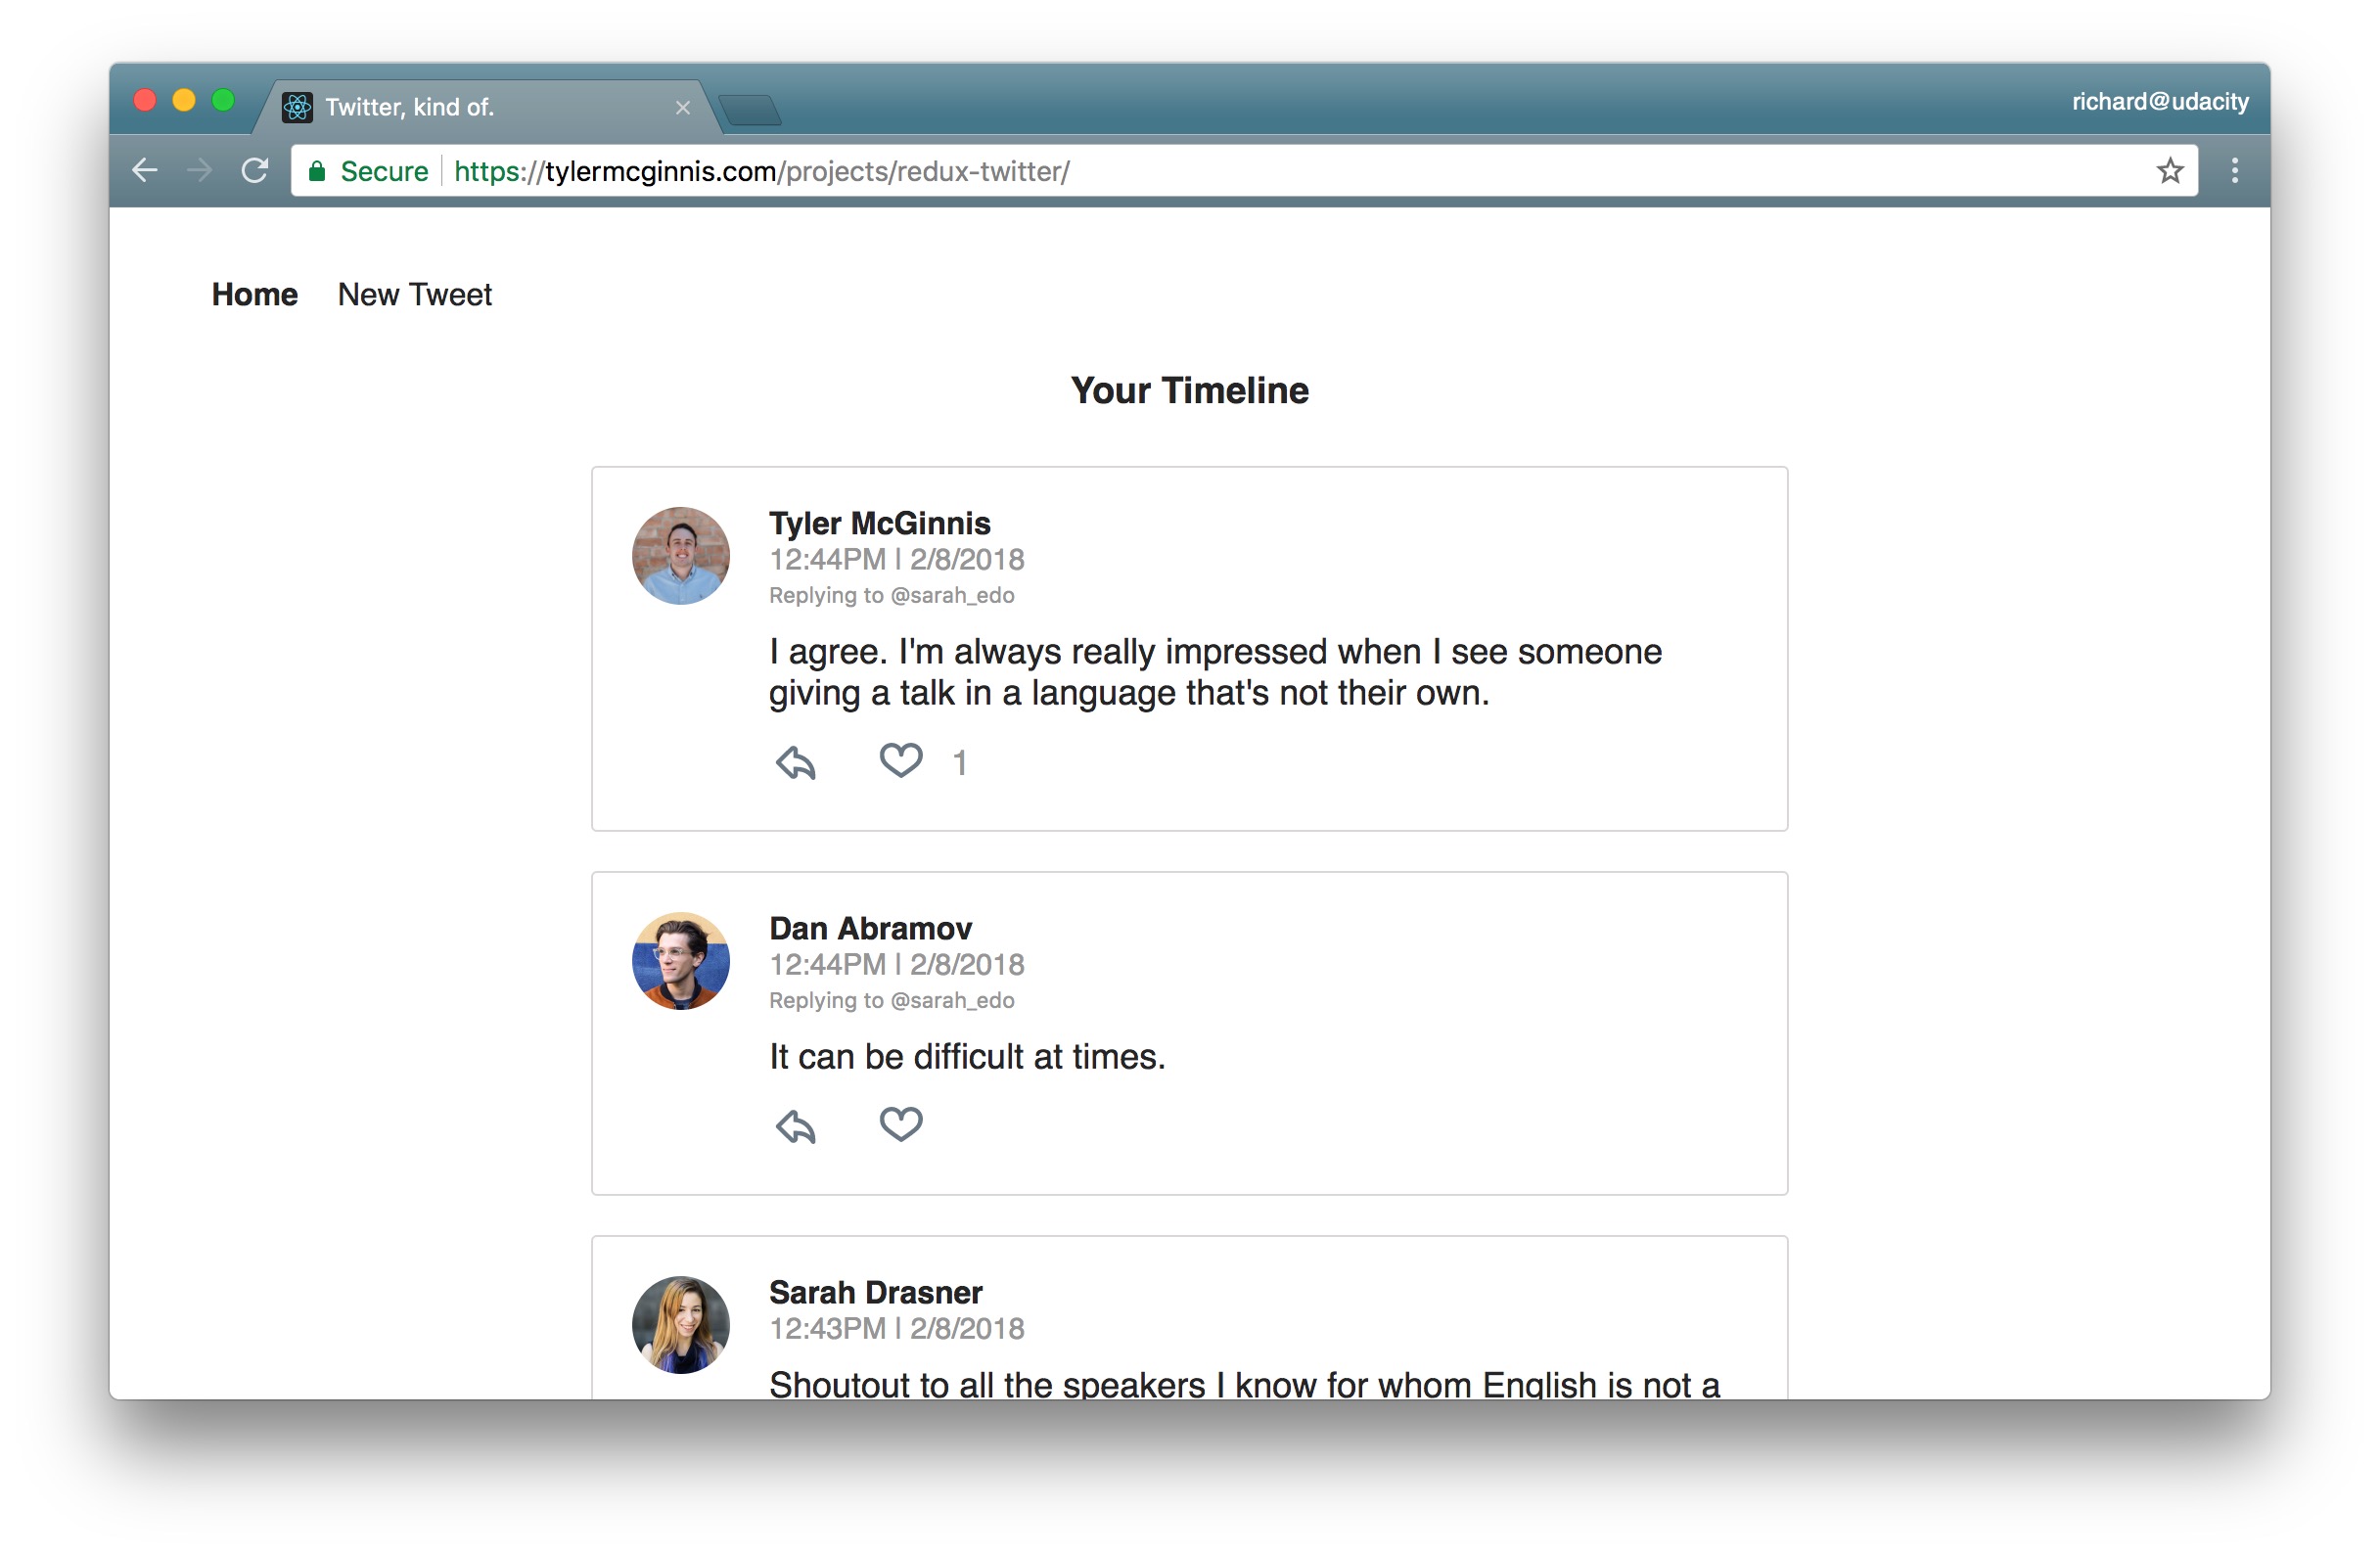 Twitter, kind of.
richard@udacity
Secure https://tylermcginnis.com/projects/redux-twitter/
Home New Tweet
Your Timeline
Tyler McGinnis
12:44PM | 2/8/2018
Replying to @sarah_edo
I agree. I'm always really impressed when I see someone
giving a talk in a language that's not their own.
1
Dan Abramov
12:44PM | 2/8/2018
Replying to @sarah_edo
It can be difficult at times.
Sarah Drasner
12:43PM | 2/8/2018
Shoutout to all the speakers I know for whom English is not a